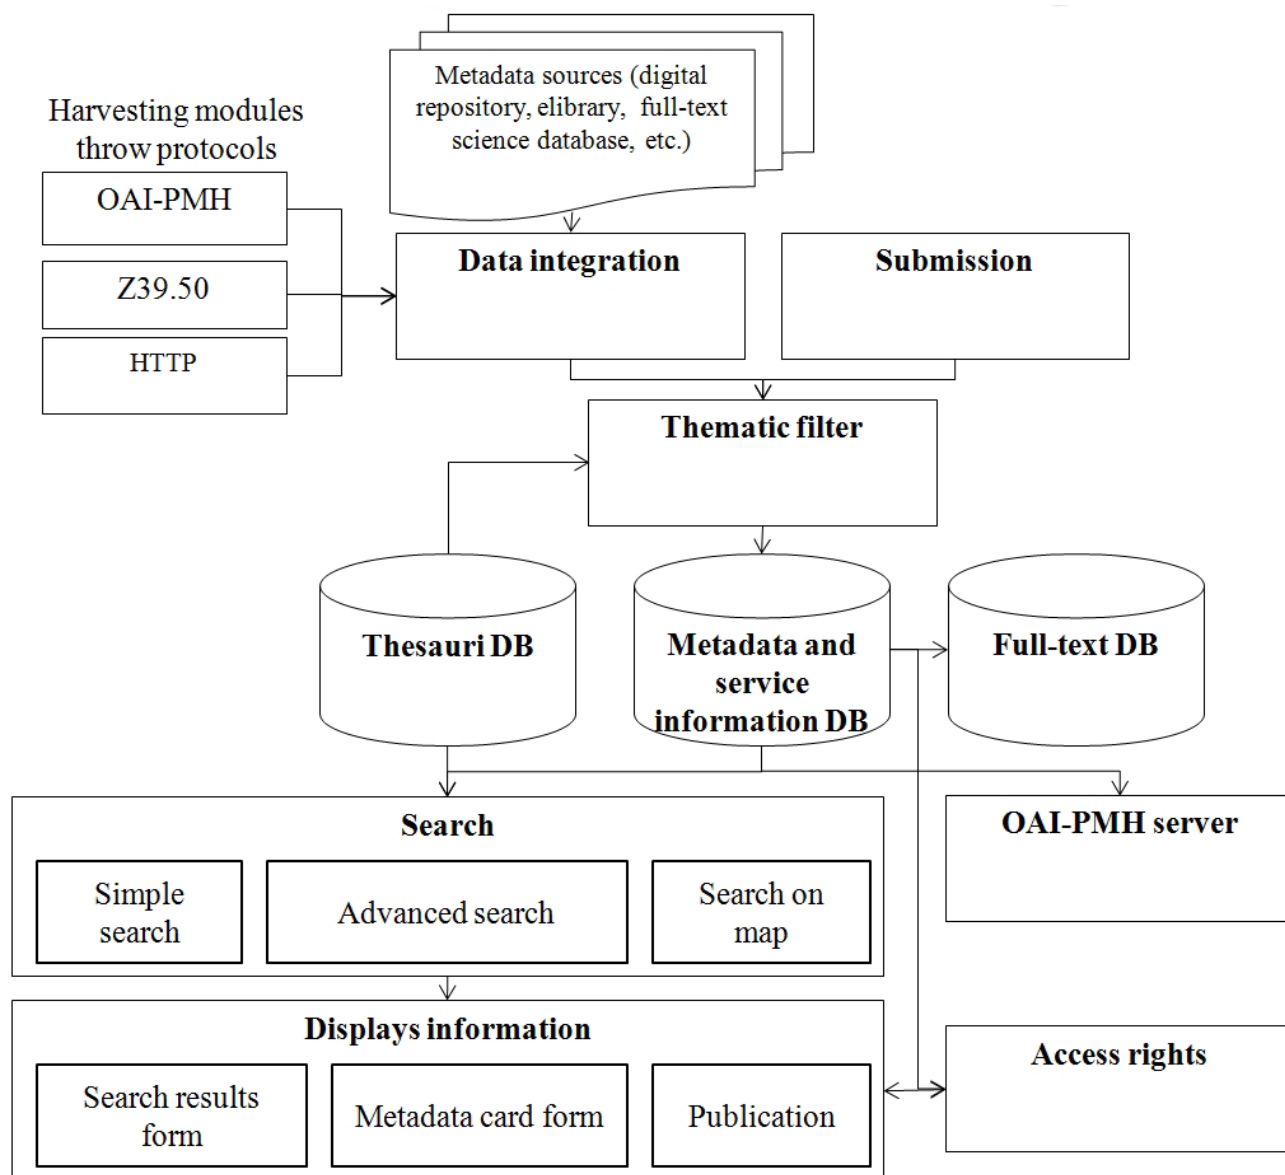 Metadata sources (digital
repository, elibrary, full-text
science database, etc.)
Harvesting modules
throw protocols
OAI-PMH
Z39.50
HTTP
Data integration
Submission
Thematic filter
Thesauri DB
Metadata and
service
information DB
Full-text DB
Search
Simple
search
Advanced search
Search on
map
OAI-PMH server
Displays information
Search results
form
Metadata card form
Publication
Access rights